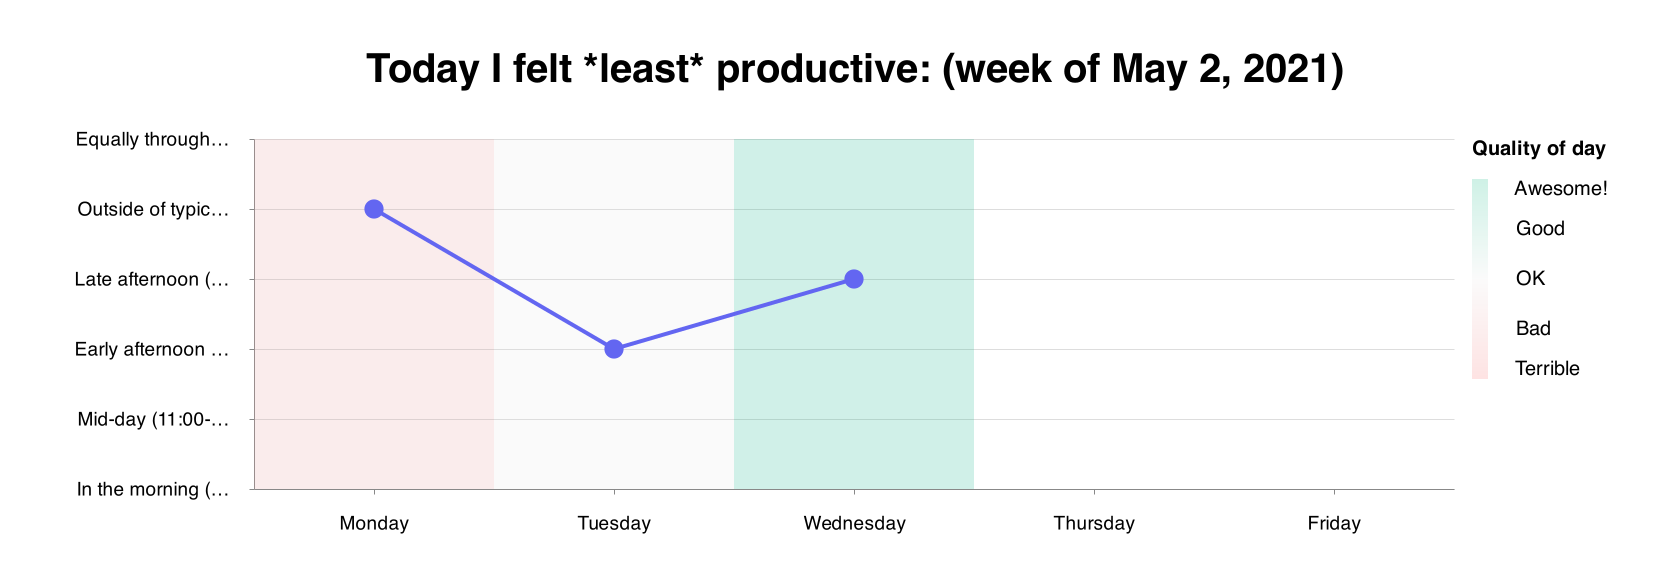 Today I felt *least* productive: (week of May 2, 2021)
Equally through…
Outside of typic…
Late afternoon (…
Early afternoon …
Mid-day (11:00-…
In the morning (…
Monday
Tuesday
Wednesday
Thursday
Friday
Quality of day
Awesome!
Good
OK
Bad
Terrible